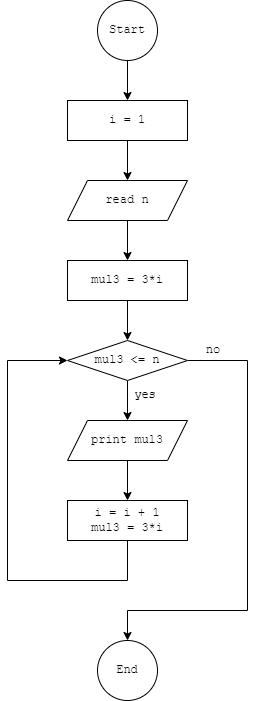 Start
i = 1
read n
mul3 = 3*i
mul3 <= n
no
yes
print mul3
i = i + 1
mul3 = 3*i
End